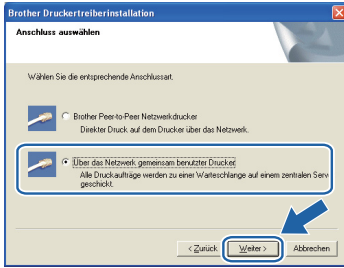 Brother Druckertreiberinstallation
Anschluss auswählen
Wählen Sie die entsprechende Anschlussart.
Brother Peer-to-Peer Netzwerkdrucker
Direkter Druck auf dem Drucker über das Netzwerk.
Über das Netzwerk gemeinsam benutzter Drucker
Alle Druckaufträge werden zu einer Warteschlange auf einem zentralen Serv
geschickt.
< Zurück
Weiter >
Abbrechen